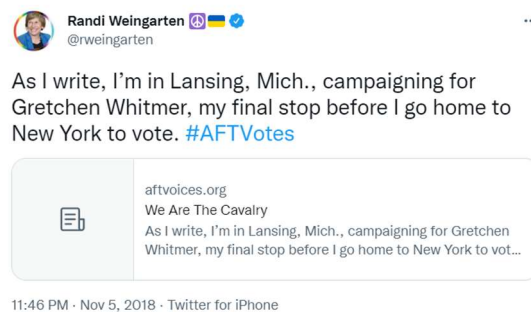 Randi Weingarten
@rweingarten
As I write, I'm in Lansing, Mich., campaigning for
Gretchen Whitmer, my final stop before I go home to
New York to vote. #AFTVotes
aftvoices.org
We Are The Cavalry
As I write, I'm in Lansing, Mich., campaigning for Gretchen
Whitmer, my final stop before I go home to New York to vot...
11:46 PM · Nov 5, 2018 · Twitter for iPhone